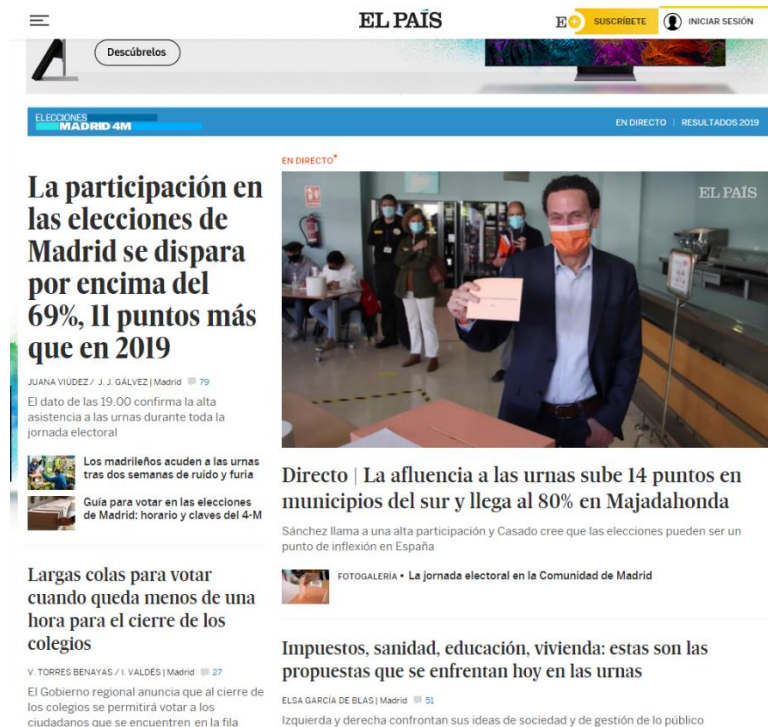 EL PAÍS
E+
SUSCRÍBETE
INICIAR SESIÓN
Descúbrelos
ELECCIONES
MADRID 4M
EN DIRECTO | RESULTADOS 2019
La participación en
las elecciones de
Madrid se dispara
por encima del
69%, 11 puntos más
que en 2019
JUANA VIÚDEZ / J. J. GÁLVEZ | Madrid 79
El dato de las 19.00 confirma la alta
asistencia a las urnas durante toda la
jornada electoral
Los madrileños acuden a las urnas
tras dos semanas de ruido y furia
Guía para votar en las elecciones
de Madrid: horario y claves del 4-M
Largas colas para votar
cuando queda menos de una
hora para el cierre de los
colegios
V. TORRES BENAYAS / I. VALDÉS | Madrid 27
El Gobierno regional anuncia que al cierre de
los colegios se permitirá votar a los
ciudadanos que se encuentren en la fila
EN DIRECTO
EL PAÍS
Directo | La afluencia a las urnas sube 14 puntos en
municipios del sur y llega al 80% en Majadahonda
Sánchez llama a una alta participación y Casado cree que las elecciones pueden ser un
punto de inflexión en España
FOTOGALERÍA • La jornada electoral en la Comunidad de Madrid
Impuestos, sanidad, educación, vivienda: estas son las
propuestas que se enfrentan hoy en las urnas
ELSA GARCÍA DE BLAS | Madrid 51
Izquierda y derecha confrontan sus ideas de sociedad y de gestión de lo público